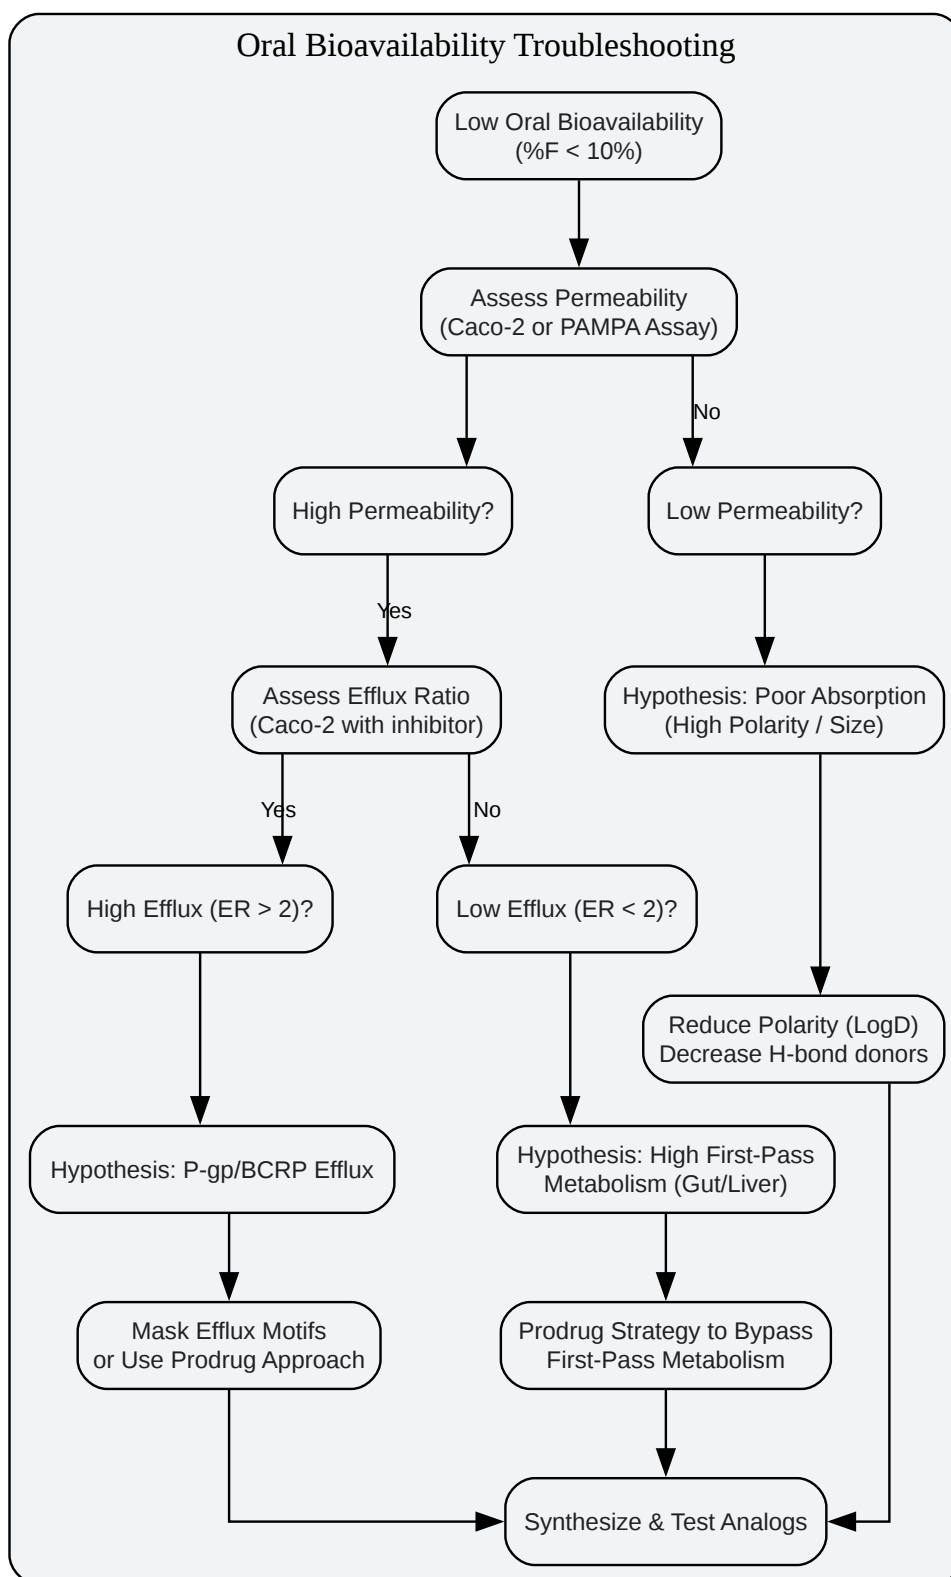 Oral Bioavailability Troubleshooting
Low Oral Bioavailability
(%F < 10%)
Assess Permeability
(Caco-2 or PAMPA Assay)
No
High Permeability?
Low Permeability?
Yes
Assess Efflux Ratio
(Caco-2 with inhibitor)
Hypothesis: Poor Absorption
(High Polarity / Size)
Yes
No
High Efflux (ER > 2)?
Low Efflux (ER < 2)?
Reduce Polarity (LogD)
Decrease H-bond donors
Hypothesis: P-gp/BCRP Efflux
Hypothesis: High First-Pass
Metabolism (Gut/Liver)
Mask Efflux Motifs
or Use Prodrug Approach
Prodrug Strategy to Bypass
First-Pass Metabolism
Synthesize & Test Analogs